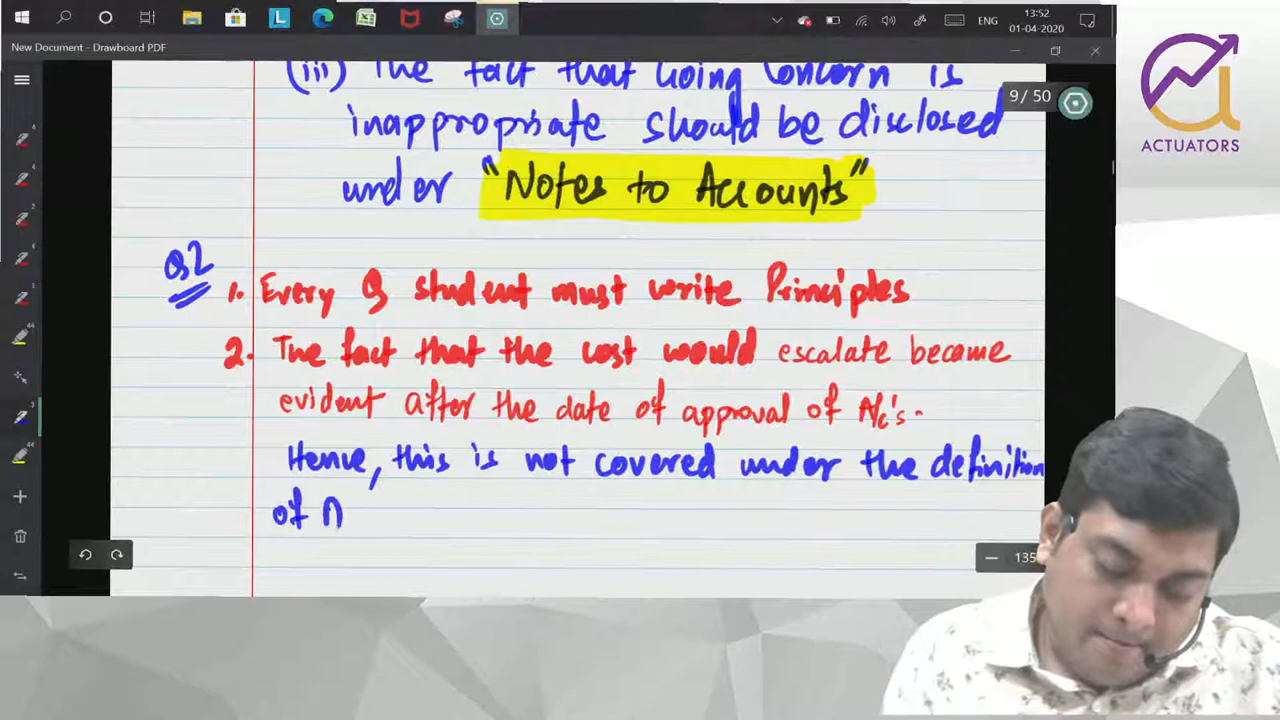 13:52
ENG
01-04-2020
New Document - Drawboard PDF
(iii) The fact that Going Concern is
9 / 50
inappropriate should be disclosed
under "Notes to Accounts"
ACTUATORS
Q2
1. Every Q student must write Principles
2. The fact that the cost would escalate became
evident after the date of approval of A/c's.
Hence, this is not covered under the definition
of
135